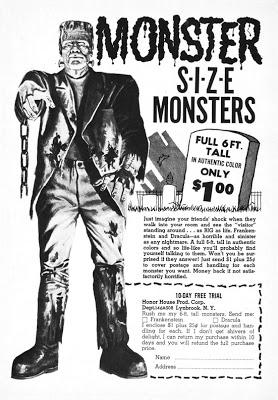 MONSTER
S·I·Z·E
MONSTERS
FULL 6 FT.
TALL
IN AUTHENTIC COLOR
ONLY
$1.00
Just imagine your friends' shock when they
walk into your room and see the "visitor"
standing around . . . as BIG as life. Franken-
stein and Dracula—as horrible and sinister
as any nightmare. A full 6-ft. tall in authentic
colors and so life-like you'll probably find
yourself talking to them. Won't you be sur-
prised if they answer! Just send $1 plus 25¢
to cover postage and handling for each
monster you want. Money back if not satis-
factorily horrified.
10-DAY FREE TRIAL
Honor House Prod. Corp.
Lynbrook, N. Y.
Rush me my 6-ft. tall monsters. Send me:
Frankenstein Dracula
I enclose $1 plus 25¢ for postage and han-
dling for each. If I don't get shivers of
delight, I can return my purchase within 10
days and you will refund the full purchase
price.
Name
Address